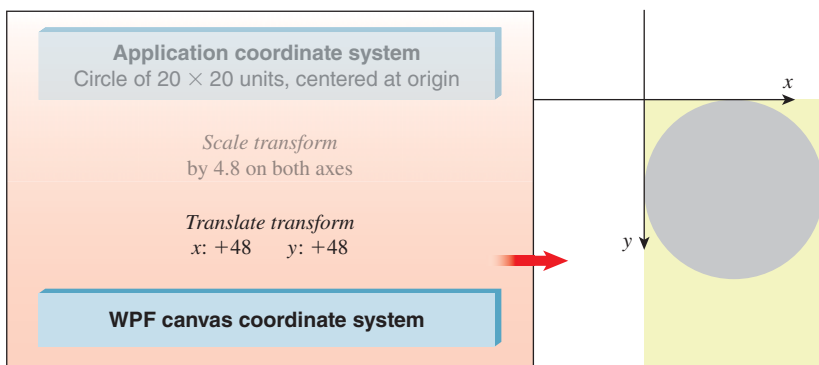 Application coordinate system
Circle of 20 × 20 units, centered at origin
Scale transform
by 4.8 on both axes
Translate transform
x: +48 y: +48
WPF canvas coordinate system
x
y